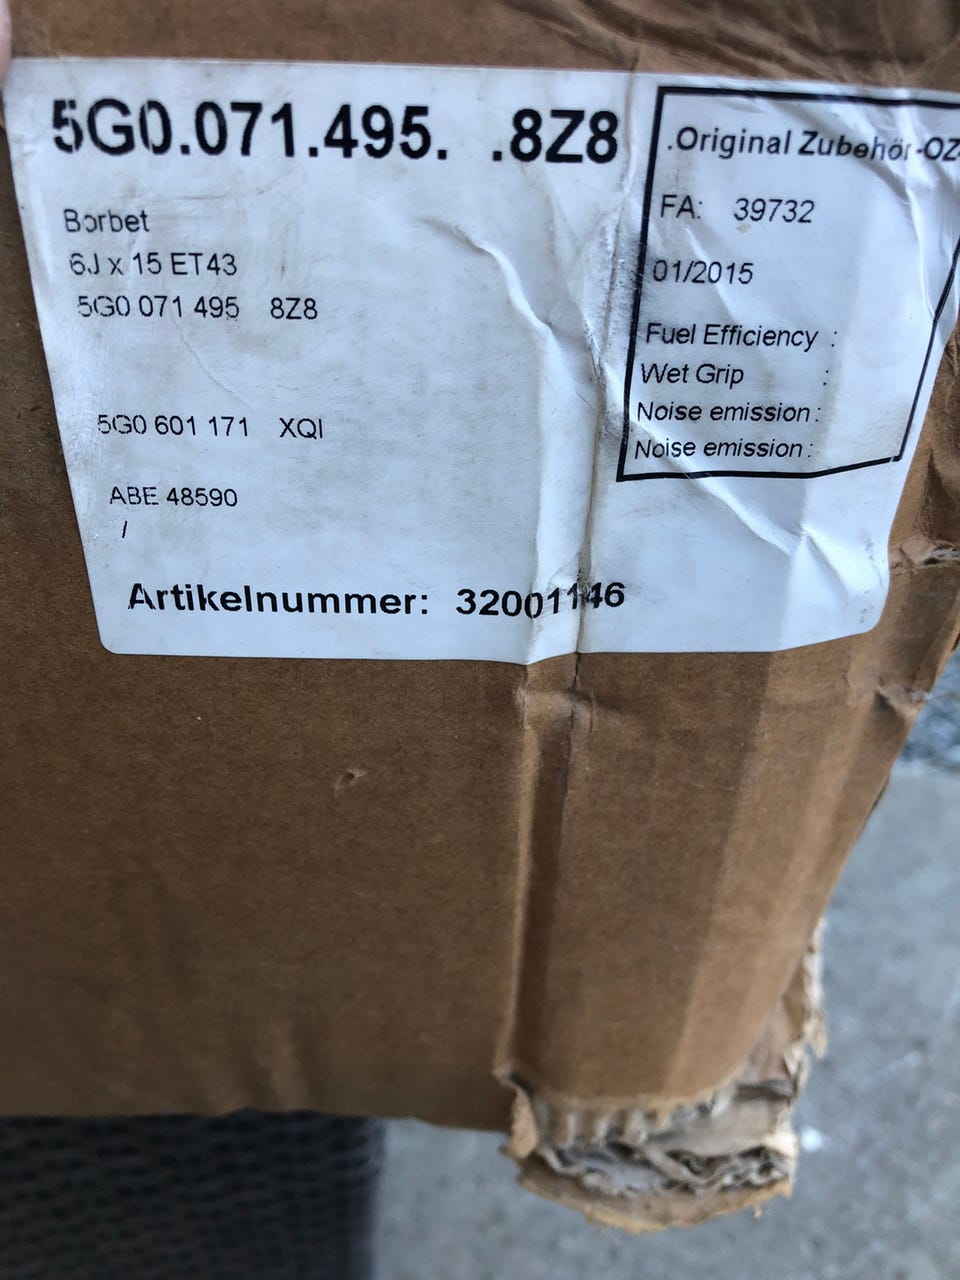 5G0.071.495. .8Z8
Borbet
6J x 15 ET43
5G0 071 495 8Z8
5G0 601 171 XQI
ABE 48590
/
Artikelnummer: 32001146
.Original Zubehör-OZ
FA: 39732
01/2015
Fuel Efficiency :
Wet Grip :
Noise emission :
Noise emission :